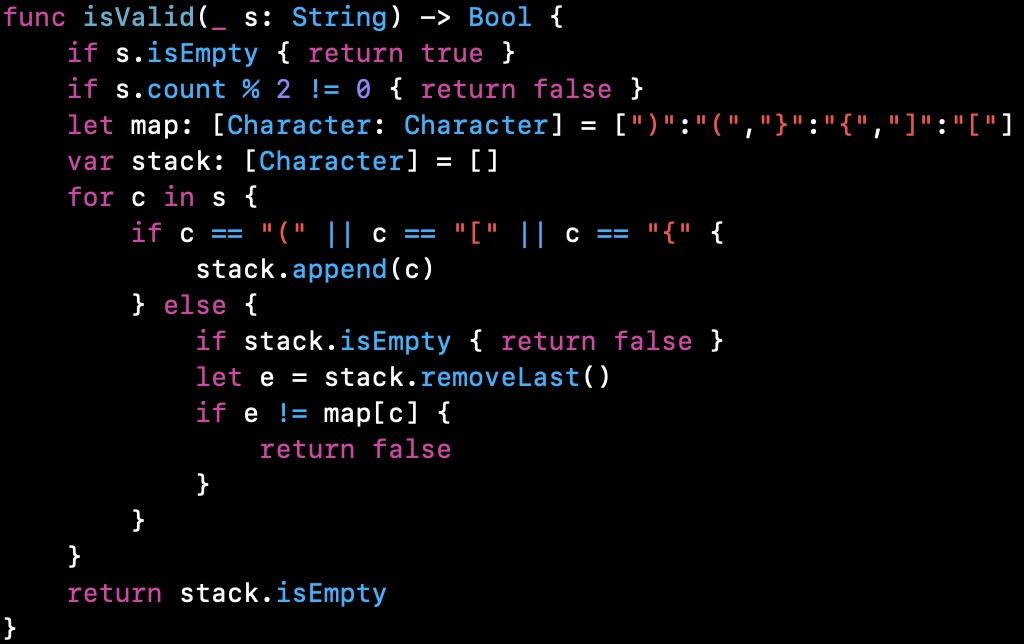 func isValid(_ s: String) -> Bool {
    if s.isEmpty { return true }
    if s.count % 2 != 0 { return false }
    let map: [Character: Character] = [")":"(","}":"{","]":"["]
    var stack: [Character] = []
    for c in s {
        if c == "(" || c == "[" || c == "{" {
            stack.append(c)
        } else {
            if stack.isEmpty { return false }
            let e = stack.removeLast()
            if e != map[c] {
                return false
            }
        }
    }
    return stack.isEmpty
}